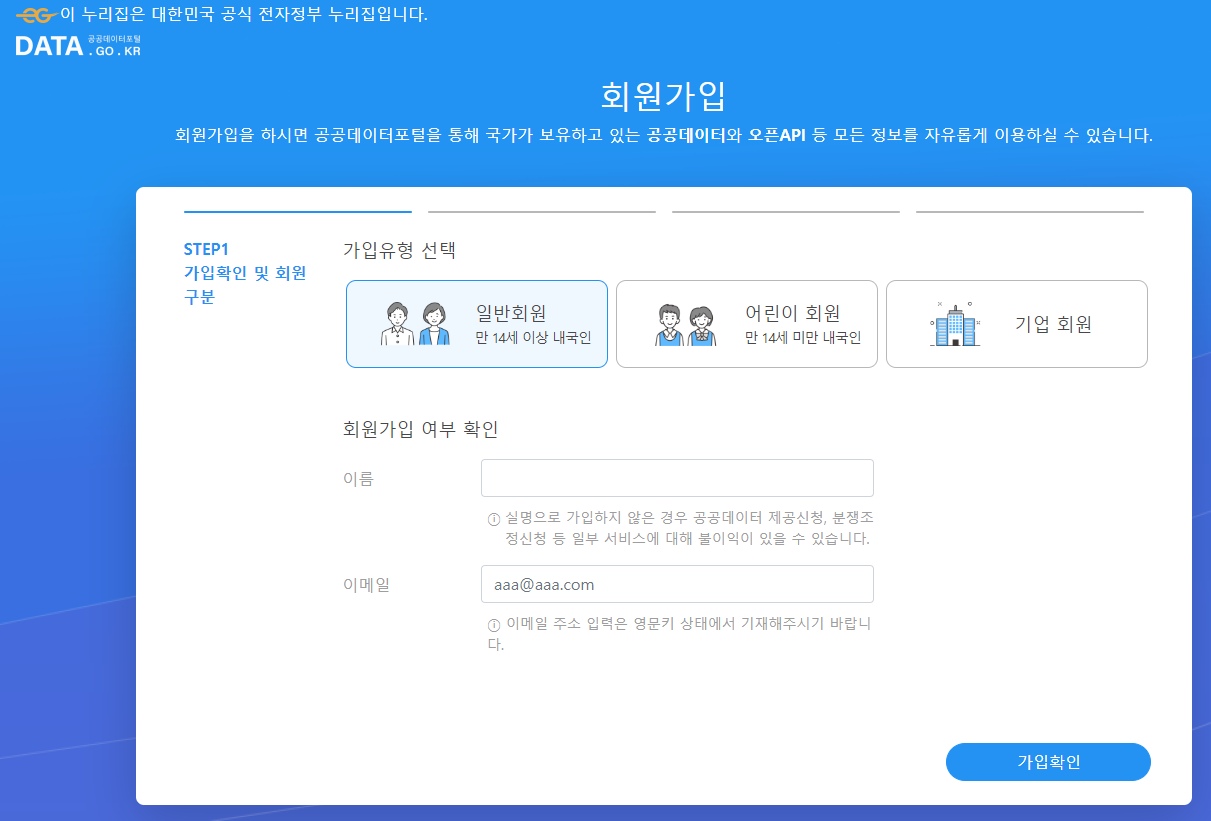 이 누리집은 대한민국 공식 전자정부 누리집입니다.
DATA 공공데이터포털
.GO.KR
회원가입
회원가입을 하시면 공공데이터포털을 통해 국가가 보유하고 있는 공공데이터와 오픈API 등 모든 정보를 자유롭게 이용하실 수 있습니다.
STEP1
가입확인 및 회원
구분
가입유형 선택
일반회원
만 14세 이상 내국인
어린이 회원
만 14세 미만 내국인
기업 회원
회원가입 여부 확인
이름
실명으로 가입하지 않은 경우 공공데이터 제공신청, 분쟁조
정신청 등 일부 서비스에 대해 불이익이 있을 수 있습니다.
이메일
aaa@aaa.com
이메일 주소 입력은 영문키 상태에서 기재해주시기 바랍니
다.
가입확인